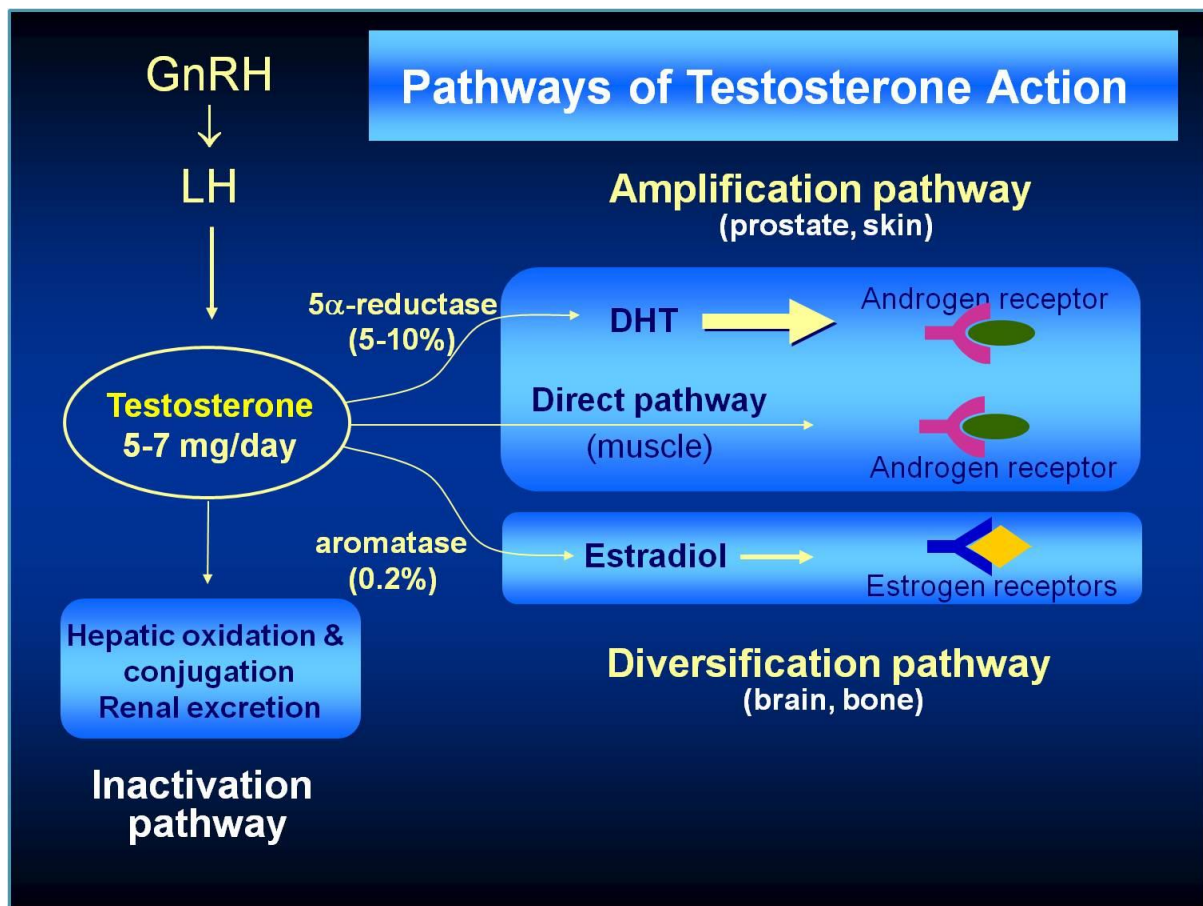 GnRH
LH
Pathways of Testosterone Action
Amplification pathway
(prostate, skin)
5α-reductase
(5-10%)
DHT
Androgen receptor
Testosterone
5-7 mg/day
Direct pathway
(muscle)
Androgen receptor
aromatase
(0.2%)
Estradiol
Estrogen receptors
Hepatic oxidation &
conjugation
Renal excretion
Diversification pathway
(brain, bone)
Inactivation
pathway